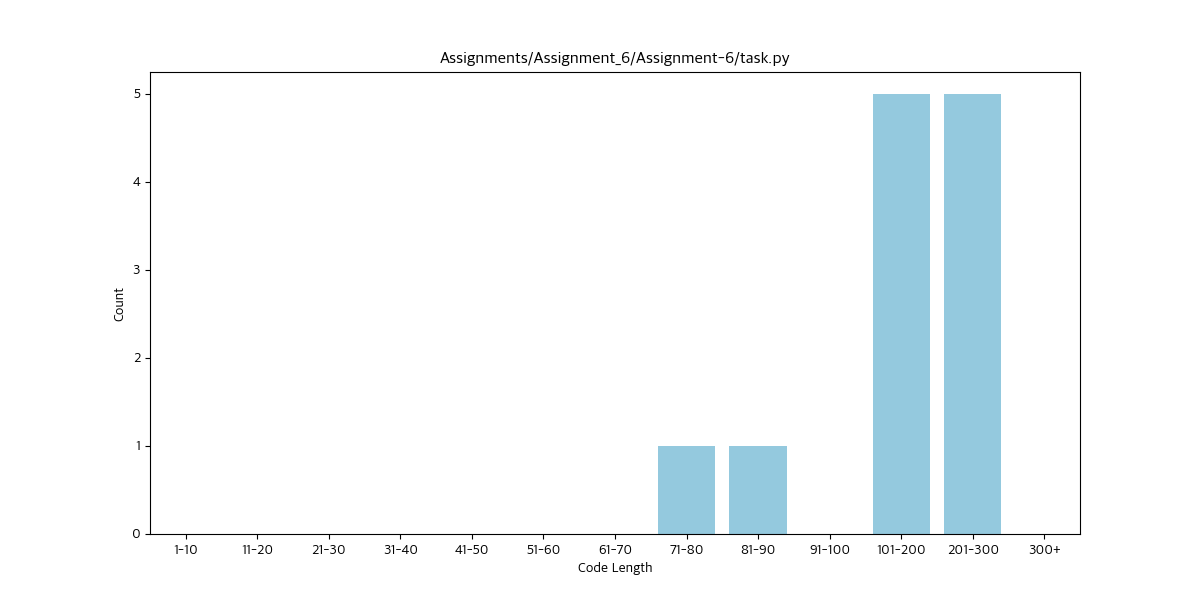 Assignments/Assignment_6/Assignment-6/task.py
5
4
3
2
1
0
Count
1-10 11-20 21-30 31-40 41-50 51-60 61-70 71-80 81-90 91-100 101-200 201-300 300+
Code Length